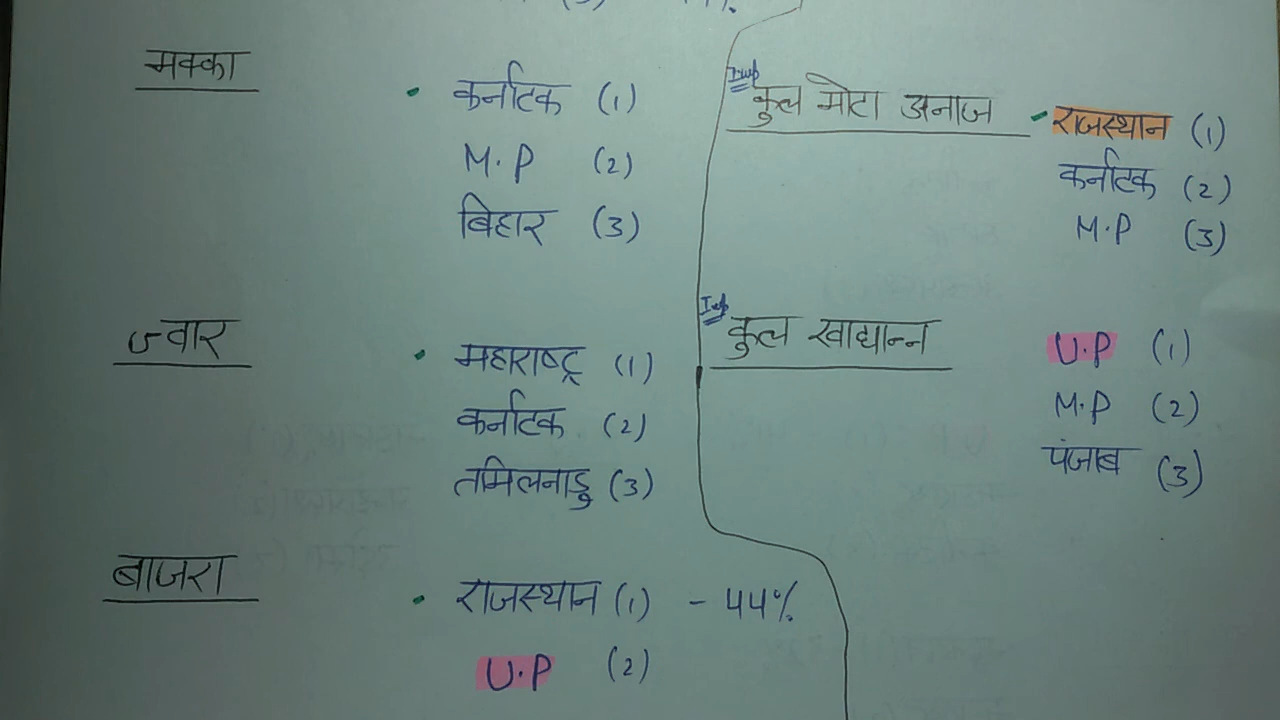 मक्का
कर्नाटक (1)
M.P (2)
बिहार (3)
ज्वार
महाराष्ट्र (1)
कर्नाटक (2)
तमिलनाडु (3)
बाजरा
राजस्थान (1) - 44%
U.P (2)
Imp
कुल मोटा अनाज
राजस्थान (1)
कर्नाटक (2)
M.P (3)
Imp
कुल खाद्यान्न
U.P (1)
M.P (2)
पंजाब (3)